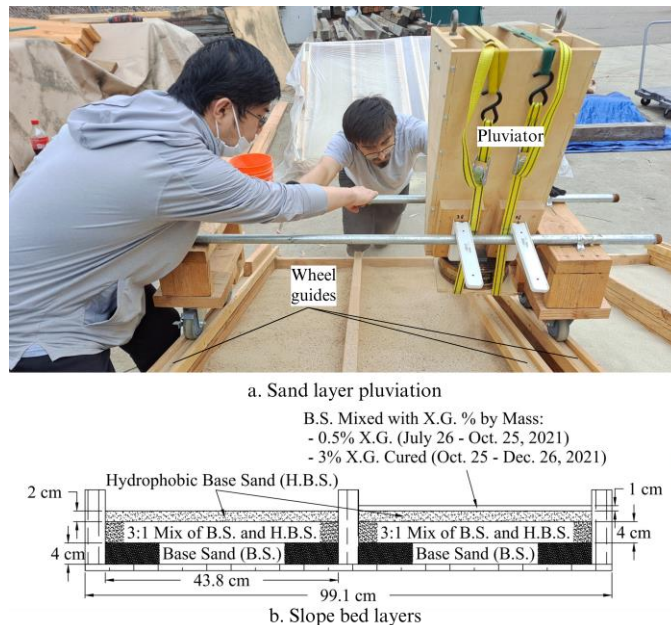 Pluviator
Wheel
guides
a. Sand layer pluviation
B.S. Mixed with X.G. % by Mass:
- 0.5% X.G. (July 26 - Oct. 25, 2021)
- 3% X.G. Cured (Oct. 25 - Dec. 26, 2021)
Hydrophobic Base Sand (H.B.S.)
2 cm
1 cm
3:1 Mix of B.S. and H.B.S.
3:1 Mix of B.S. and H.B.S.
4 cm
4 cm
Base Sand (B.S.)
Base Sand (B.S.)
43.8 cm
99.1 cm
b. Slope bed layers